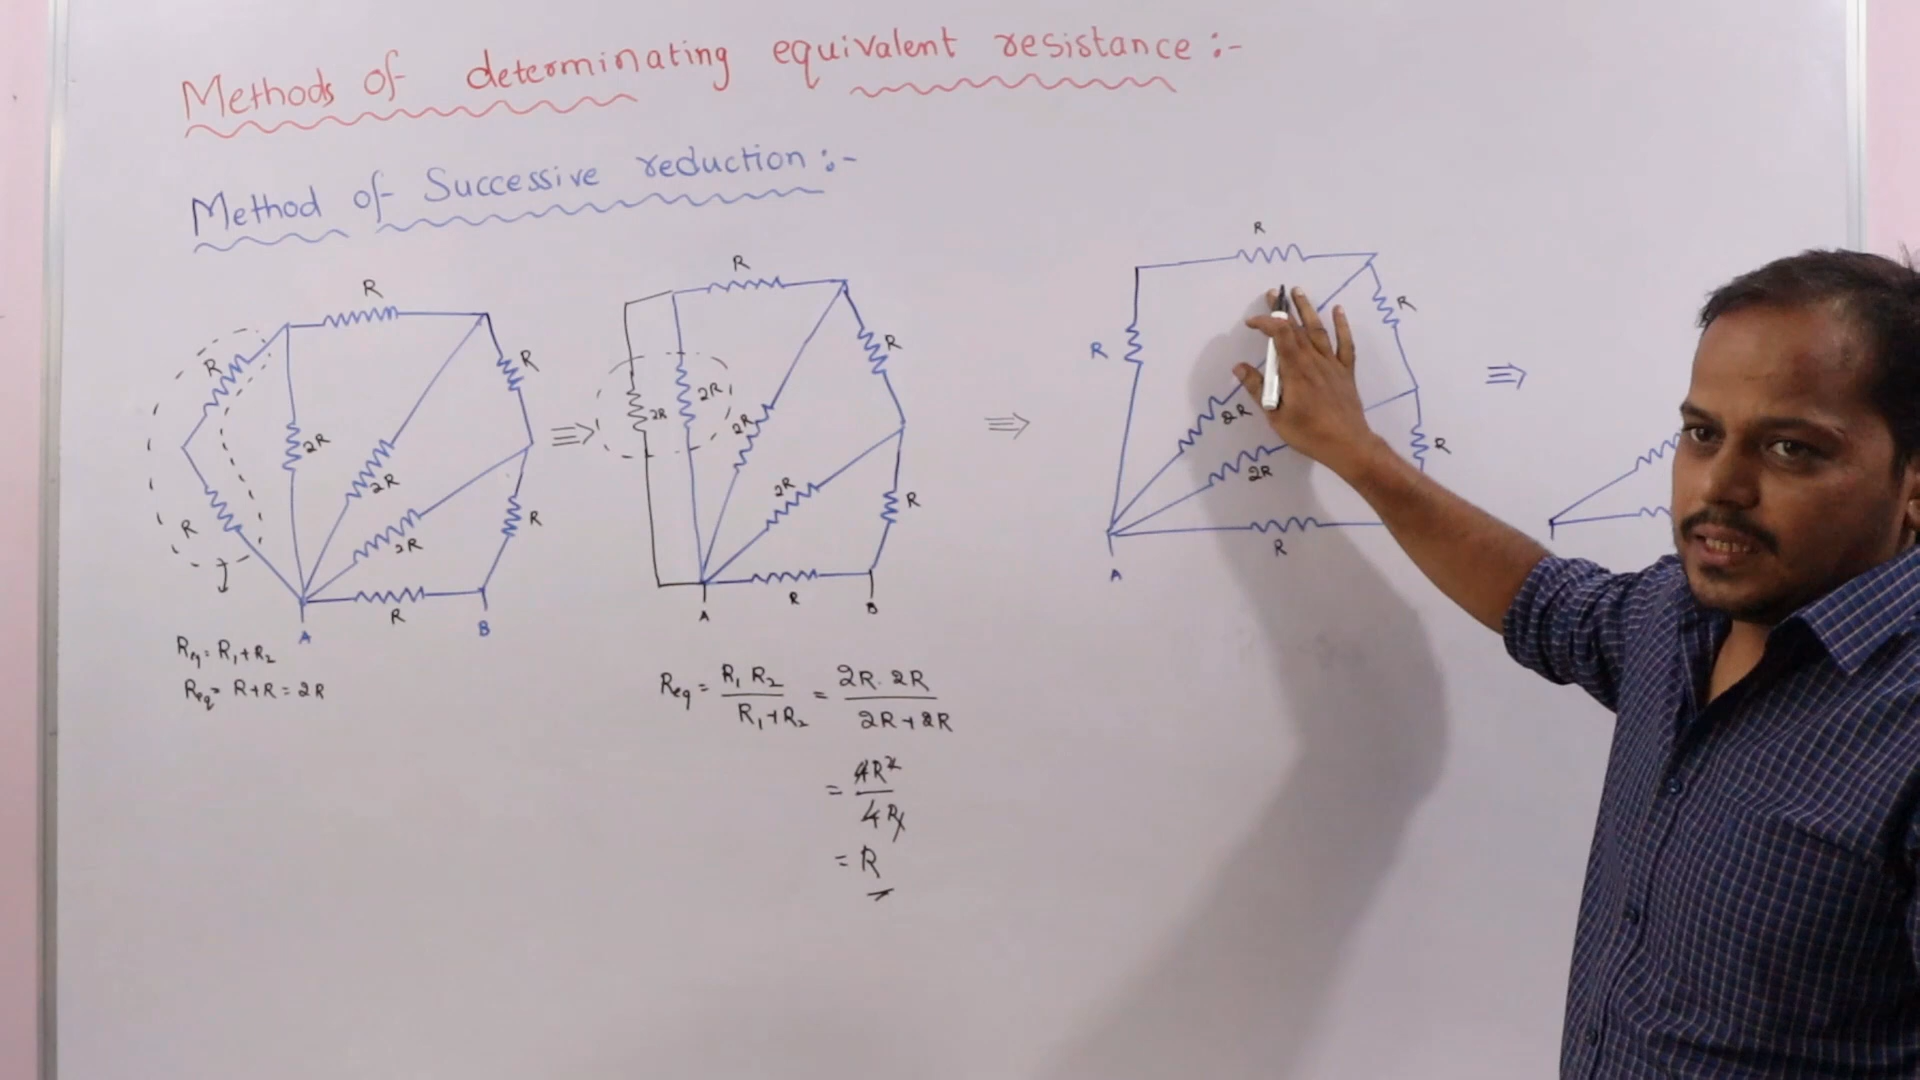 Methods of determinating equivalent resistance :-
Method of Successive reduction :-
R
R
2R
2R
2R
R
R
R
R
A
B
Req = R1+R2
Req = R+R = 2R
R
2R
2R
2R
2R
R
R
R
A
B
Req = R1 R2 / R1+R2 = 2R. 2R / 2R+2R
= 4R² / 4R
= R
R
R
2R
2R
R
R
R
A